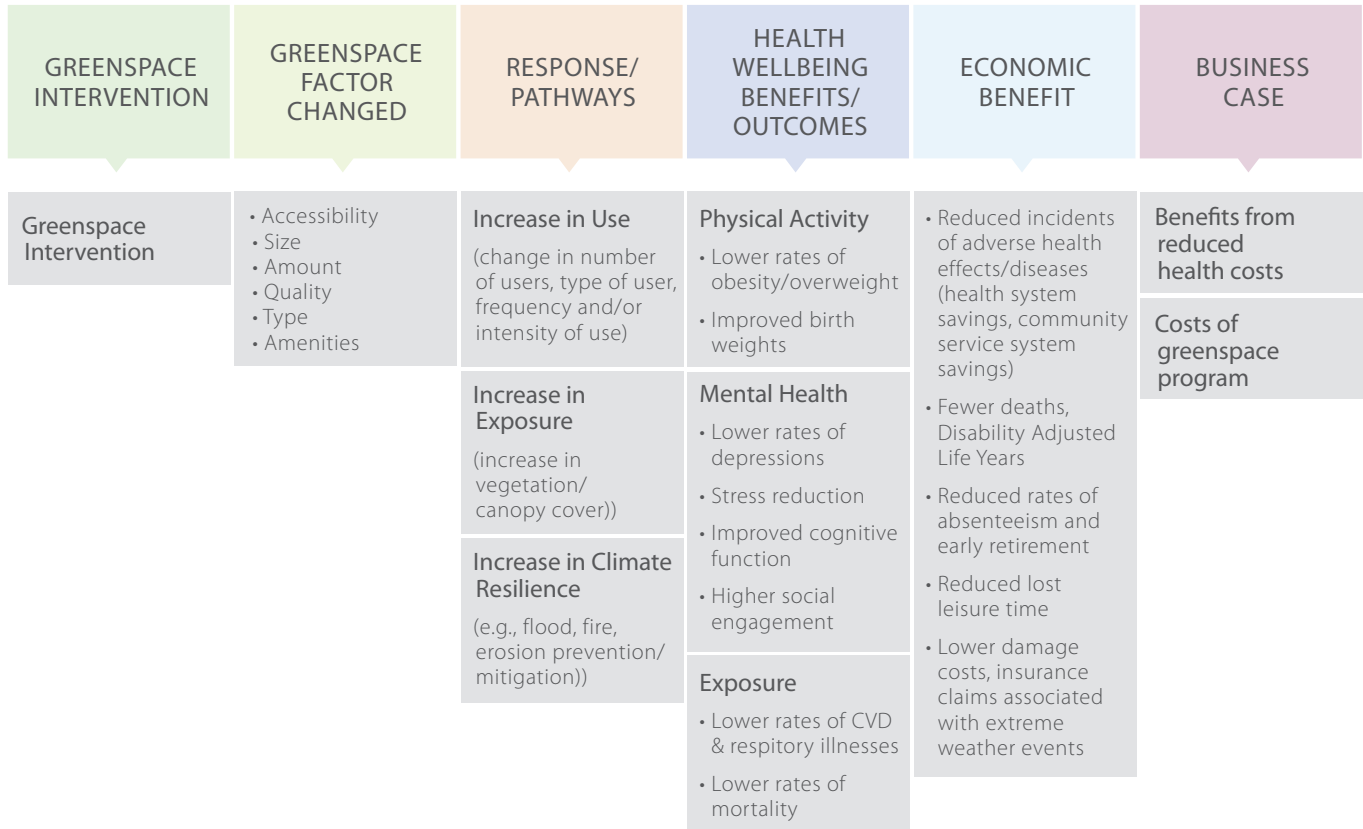 GREENSPACE
INTERVENTION
GREENSPACE
FACTOR
CHANGED
RESPONSE/
PATHWAYS
HEALTH
WELLBEING
BENEFITS/
OUTCOMES
ECONOMIC
BENEFIT
BUSINESS
CASE
Greenspace
Intervention
• Accessibility
• Size
• Amount
• Quality
• Type
• Amenities
Increase in Use
(change in number
of users, type of user,
frequency and/or
intensity of use)
Increase in
Exposure
(increase in
vegetation/
canopy cover))
Increase in Climate
Resilience
(e.g., flood, fire,
erosion prevention/
mitigation))
Physical Activity
• Lower rates of
obesity/overweight
• Improved birth
weights
Mental Health
• Lower rates of
depressions
• Stress reduction
• Improved cognitive
function
• Higher social
engagement
Exposure
• Lower rates of CVD
& respitory illnesses
• Lower rates of
mortality
• Reduced incidents
of adverse health
effects/diseases
(health system
savings, community
service system
savings)
• Fewer deaths,
Disability Adjusted
Life Years
• Reduced rates of
absenteeism and
early retirement
• Reduced lost
leisure time
• Lower damage
costs, insurance
claims associated
with extreme
weather events
Benefits from
reduced
health costs
Costs of
greenspace
program